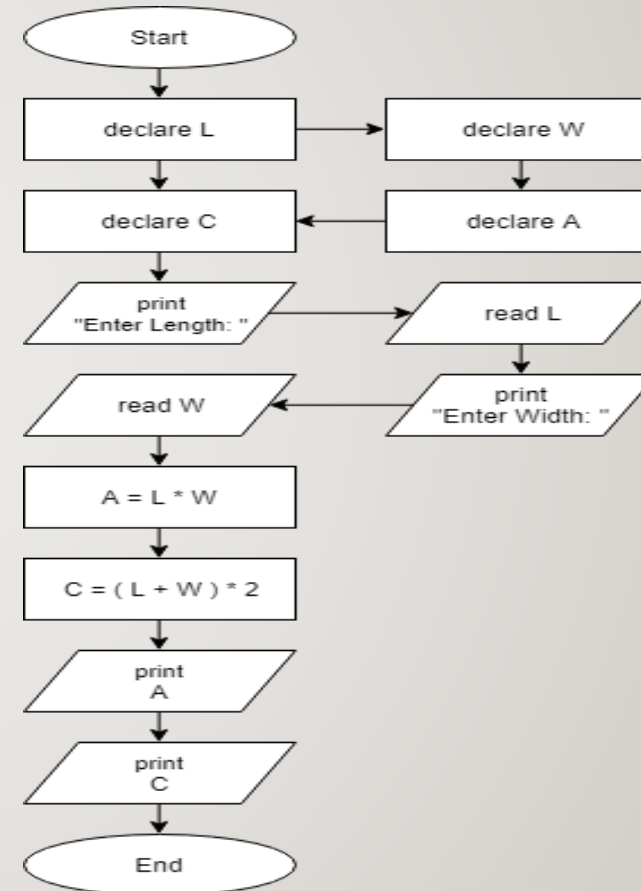 Start
declare L
declare W
declare A
declare C
print
"Enter Length: "
read L
print
"Enter Width: "
read W
A = L * W
C = ( L + W ) * 2
print
A
print
C
End